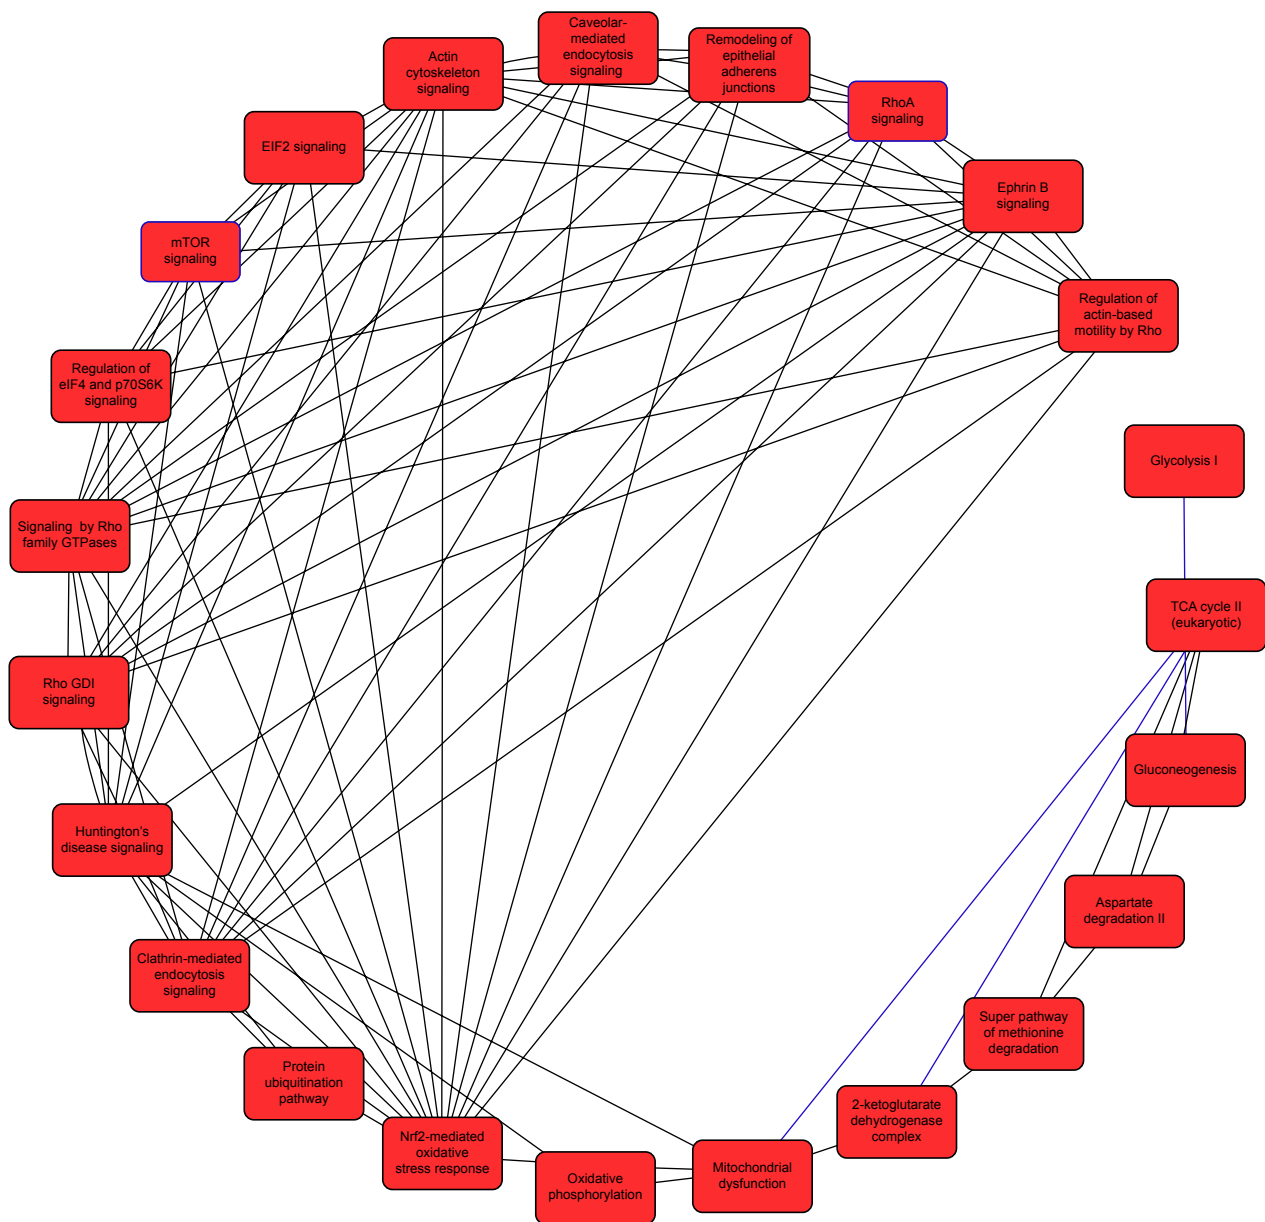 Caveolar-
mediated
endocytosis
signaling
Remodeling of
epithelial
adherens
junctions
Actin
cytoskeleton
signaling
RhoA
signaling
EIF2 signaling
Ephrin B
signaling
mTOR
signaling
Regulation of
actin-based
motility by Rho
Regulation of
eIF4 and p70S6K
signaling
Glycolysis I
Signaling by Rho
family GTPases
TCA cycle II
(eukaryotic)
Rho GDI
signaling
Gluconeogenesis
Huntington's
disease signaling
Aspartate
degradation II
Clathrin-mediated
endocytosis
signaling
Super pathway
of methionine
degradation
Protein
ubiquitination
pathway
2-ketoglutarate
dehydrogenase
complex
Nrf2-mediated
oxidative
stress response
Oxidative
phosphorylation
Mitochondrial
dysfunction